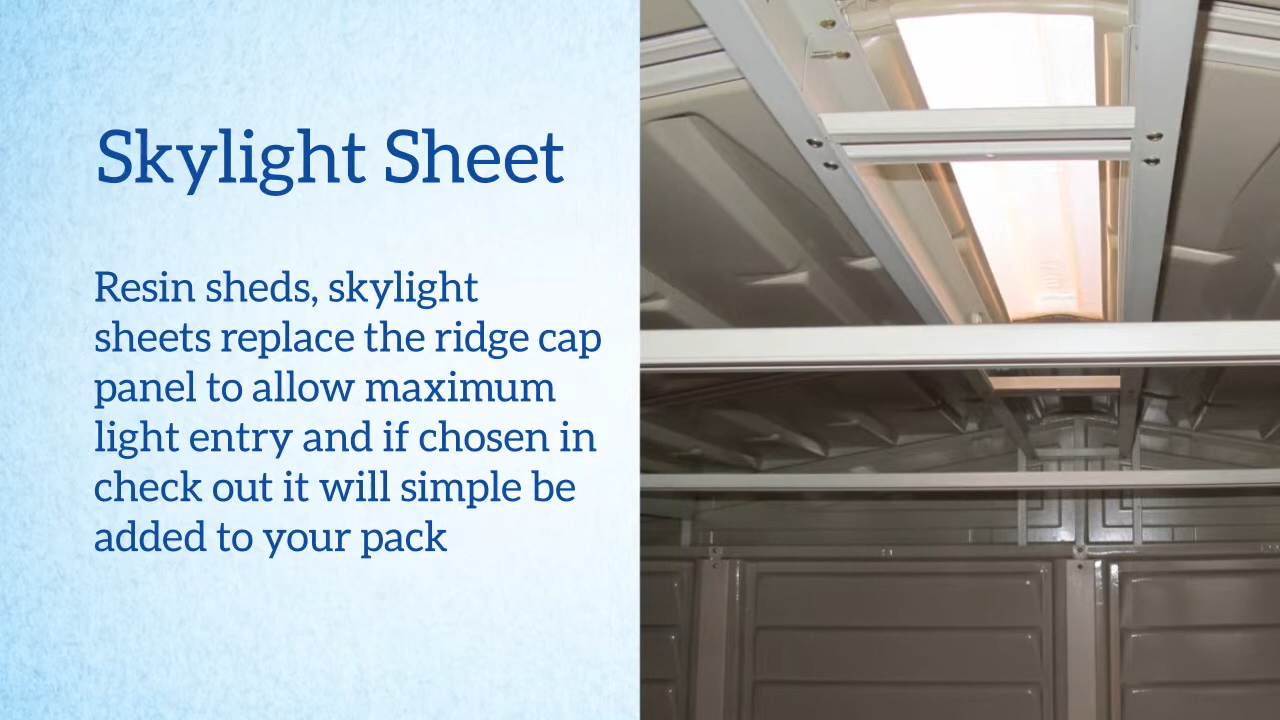 Skylight Sheet
Resin sheds, skylight
sheets replace the ridge cap
panel to allow maximum
light entry and if chosen in
check out it will simple be
added to your pack